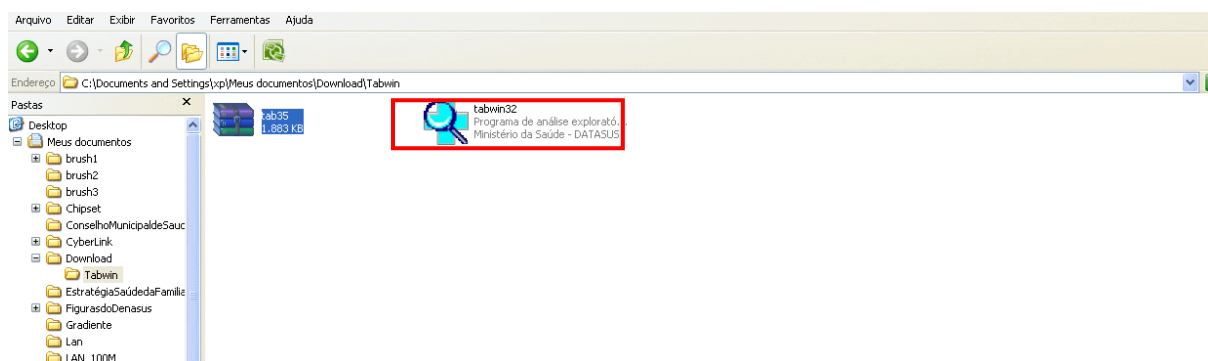 Arquivo Editar Exibir Favoritos Ferramentas Ajuda
Endereço C:\Documents and Settings\xp\Meus documentos\Download\Tabwin
Pastas
Desktop
Meus documentos
brush1
brush2
brush3
Chipset
ConselhoMunicipaldeSauc
CyberLink
Download
Tabwin
EstratégiaSaúdedaFamilia
FigurasdoDenasus
Gradiente
Lan
LAN_100M
tab35
1.883 KB
tabwin32
Programa de análise explorató...
Ministério da Saúde - DATASUS